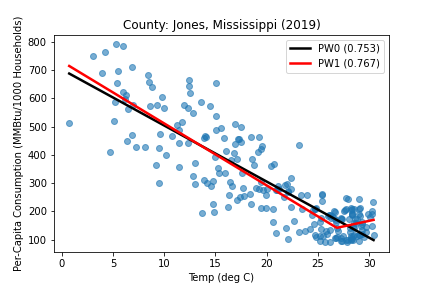 County: Jones, Mississippi (2019)
PW0 (0.753)
PW1 (0.767)
Per-Capita Consumption (MMBtu/1000 Households)
800
700
600
500
400
300
200
100
0 5 10 15 20 25 30
Temp (deg C)